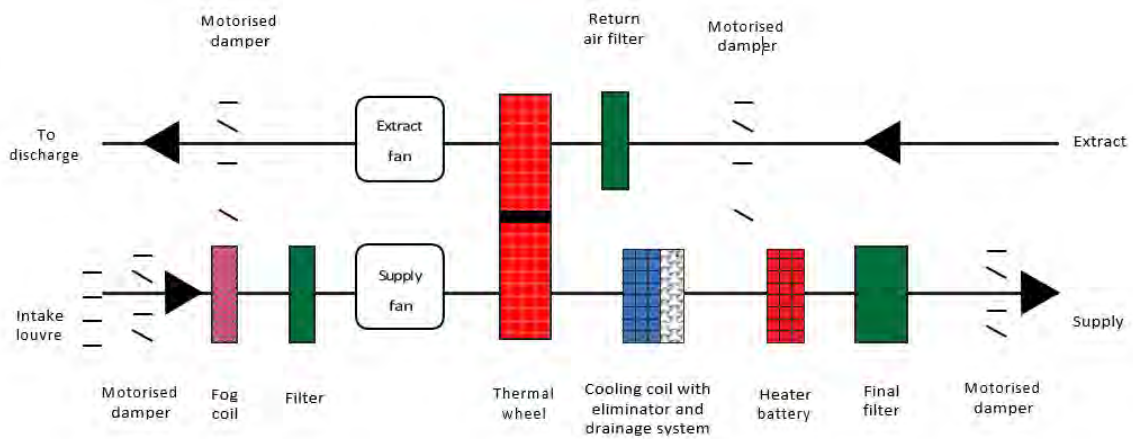 Motorised
damper
Return
air filter
Motorised
damper
To
discharge
Extract
fan
Extract
Intake
louvre
Supply
fan
Supply
Motorised
damper
Fog
coil
Filter
Thermal
wheel
Cooling coil with
eliminator and
drainage system
Heater
battery
Final
filter
Motorised
damper